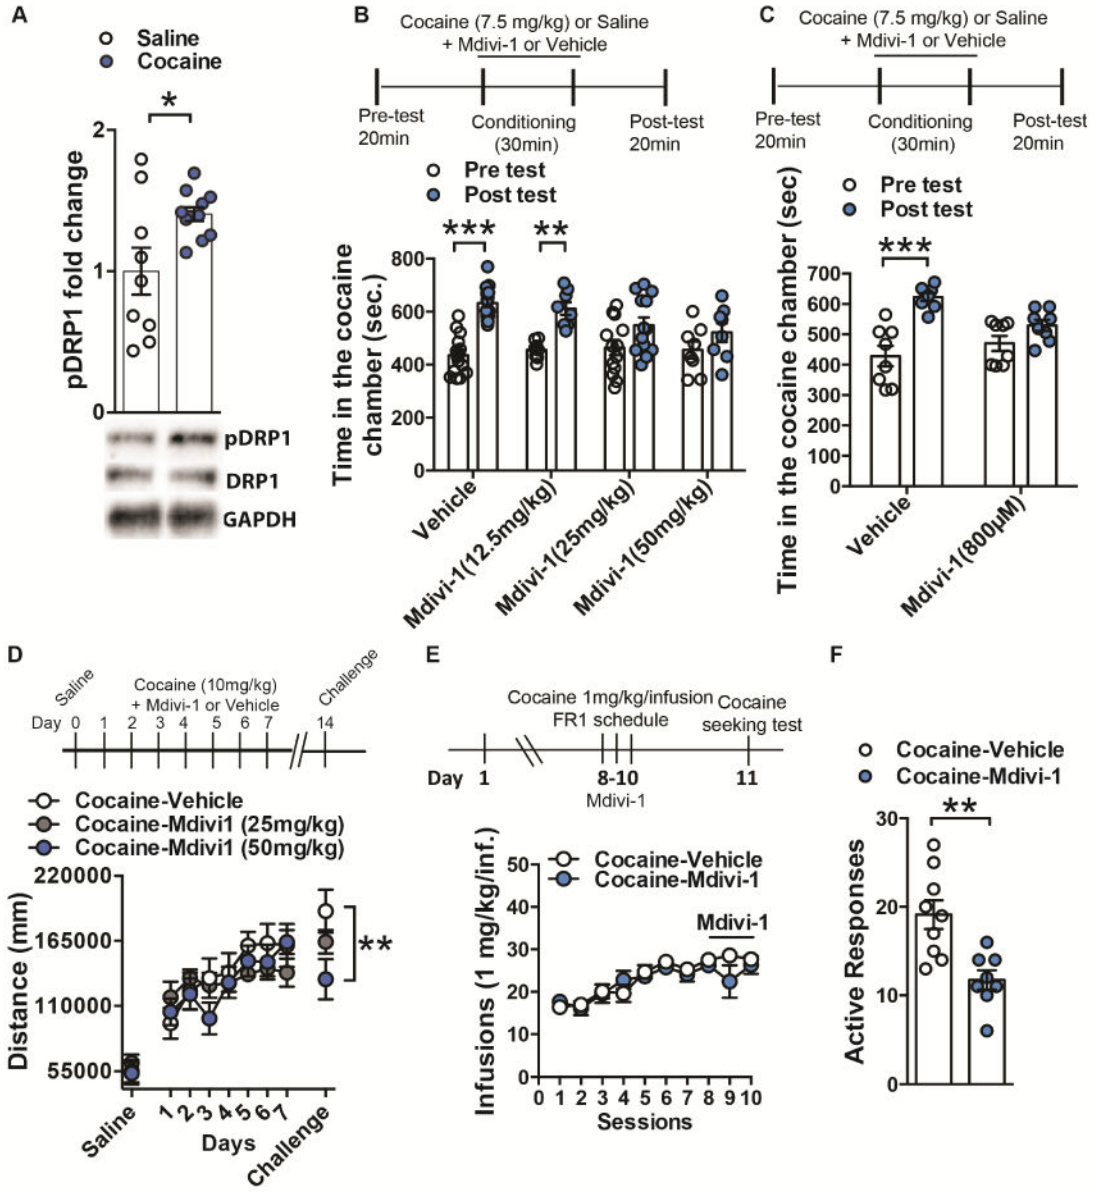 A
Saline
Cocaine
*
pDRP1 fold change
2
1
0
pDRP1
DRP1
GAPDH
B
Cocaine (7.5 mg/kg) or Saline
+ Mdivi-1 or Vehicle
Pre-test
20min
Conditioning
(30min)
Post-test
20min
Pre test
Post test
***
**
Time in the cocaine
chamber (sec.)
800
600
400
200
0
Vehicle
Mdivi-1(12.5mg/kg)
Mdivi-1(25mg/kg)
Mdivi-1(50mg/kg)
C
Cocaine (7.5 mg/kg) or Saline
+ Mdivi-1 or Vehicle
Pre-test
20min
Conditioning
(30min)
Post-test
20min
Pre test
Post test
***
Time in the cocaine chamber (sec)
700
600
500
400
300
200
100
0
Vehicle
Mdivi-1(800µM)
D
Saline
Cocaine (10mg/kg)
+ Mdivi-1 or Vehicle
Challenge
Day 0 1 2 3 4 5 6 7 14
Cocaine-Vehicle
Cocaine-Mdivi1 (25mg/kg)
Cocaine-Mdivi1 (50mg/kg)
Distance (mm)
220000
165000
110000
55000
**
Saline 1 2 3 4 5 6 7 Challenge
Days
E
Cocaine 1mg/kg/infusion
FR1 schedule
Cocaine
seeking test
Day 1 8-10 11
Mdivi-1
Cocaine-Vehicle
Cocaine-Mdivi-1
Mdivi-1
Infusions (1 mg/kg/inf.)
50
40
30
20
10
0
0 1 2 3 4 5 6 7 8 9 10
Sessions
F
Cocaine-Vehicle
Cocaine-Mdivi-1
**
Active Responses
30
20
10
0